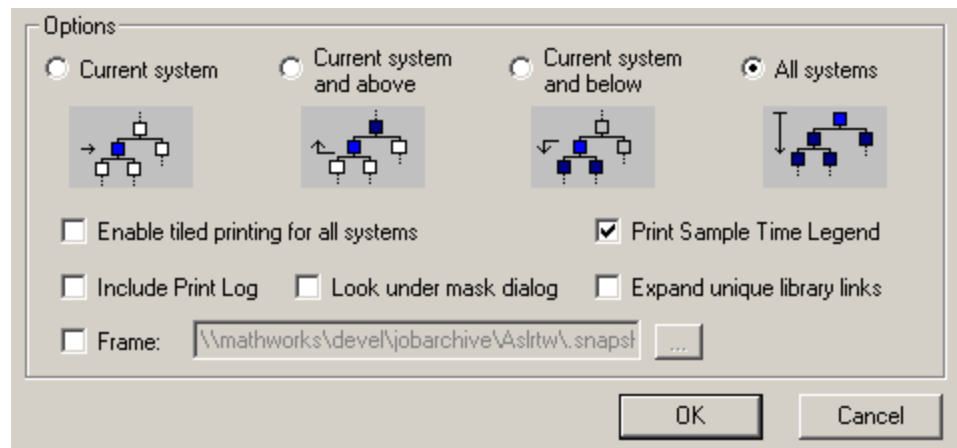 Options
Current system
Current system
and above
Current system
and below
All systems
Enable tiled printing for all systems
Print Sample Time Legend
Include Print Log
Look under mask dialog
Expand unique library links
Frame:
\\mathworks\devel\jobarchive\Aslrtw\.snapsh
...
OK
Cancel